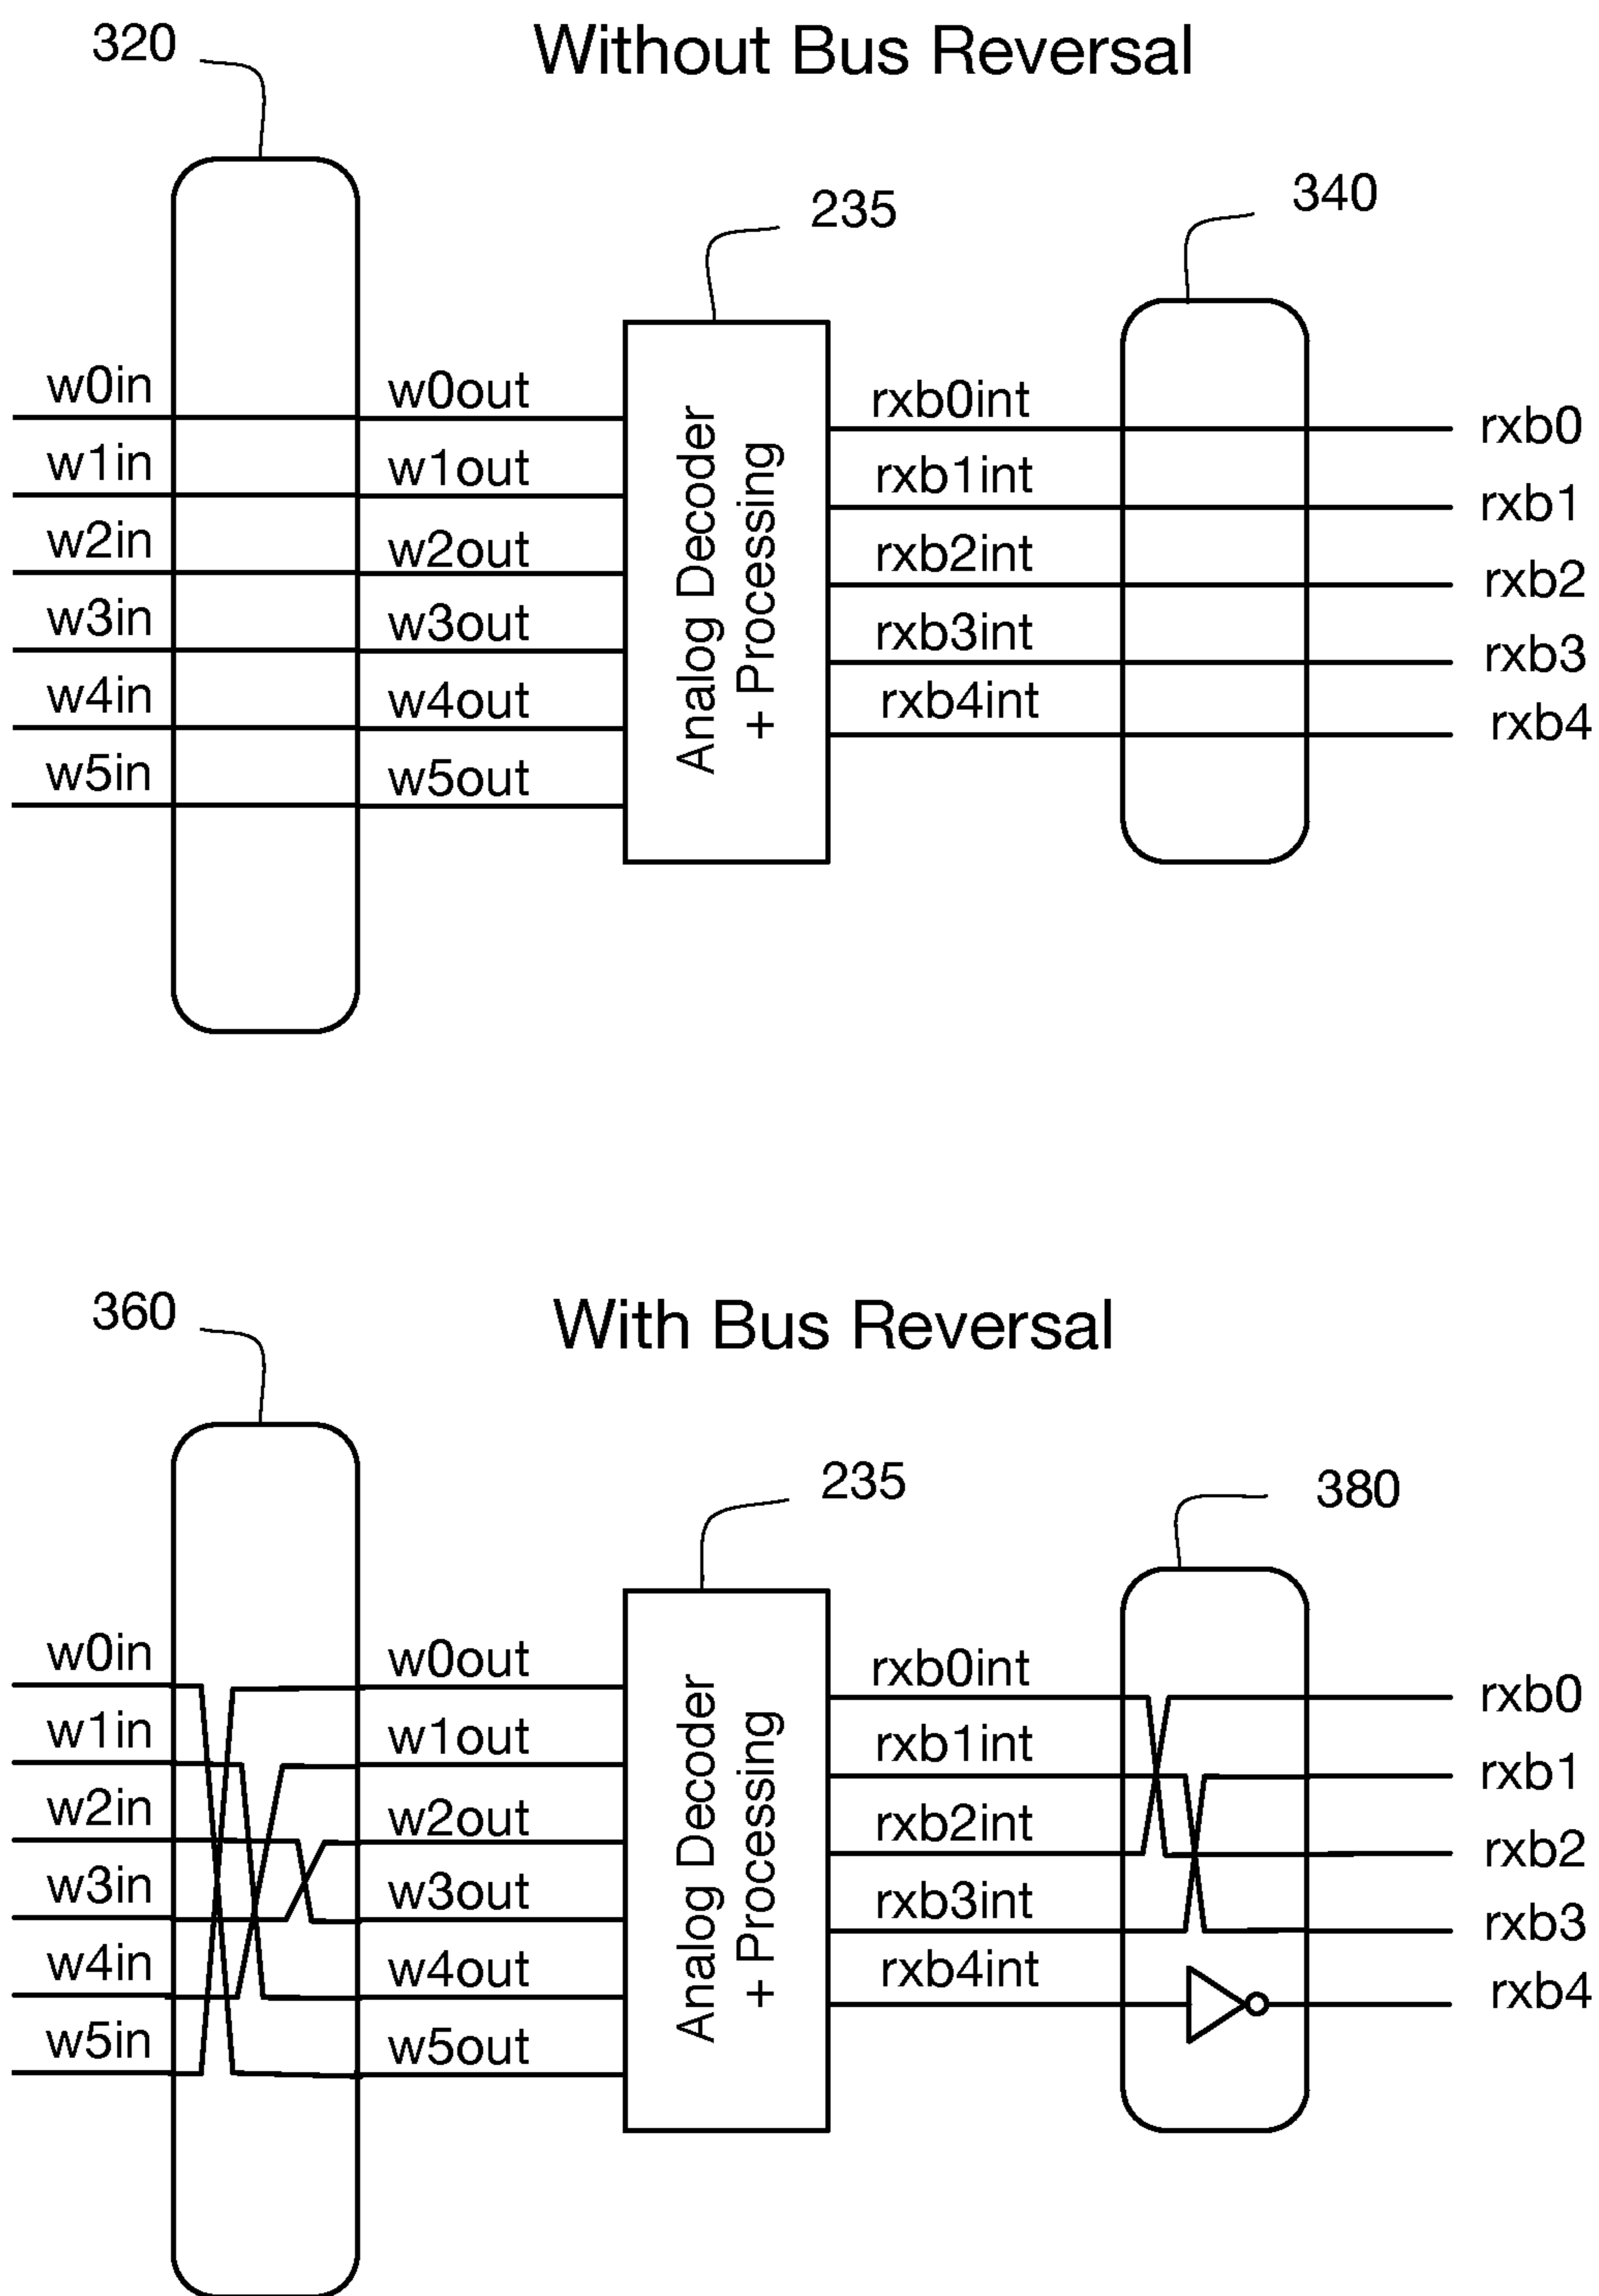 320
Without Bus Reversal
235
340
w0in
w1in
w2in
w3in
w4in
w5in
w0out
w1out
w2out
w3out
w4out
w5out
Analog Decoder
+ Processing
rxb0int
rxb1int
rxb2int
rxb3int
rxb4int
rxb0
rxb1
rxb2
rxb3
rxb4
360
With Bus Reversal
235
380
w0in
w1in
w2in
w3in
w4in
w5in
w0out
w1out
w2out
w3out
w4out
w5out
Analog Decoder
+ Processing
rxb0int
rxb1int
rxb2int
rxb3int
rxb4int
rxb0
rxb1
rxb2
rxb3
rxb4